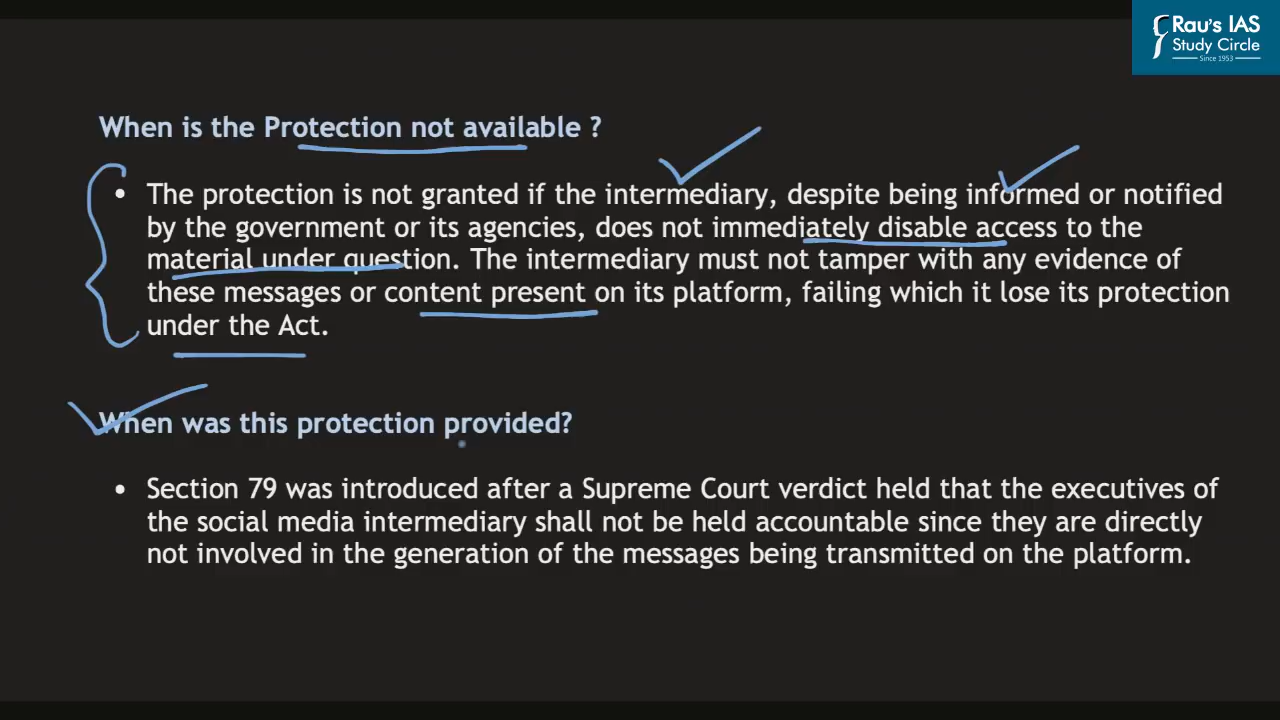 Rau's IAS
Study Circle
Since 1953
When is the Protection not available ?
• The protection is not granted if the intermediary, despite being informed or notified
by the government or its agencies, does not immediately disable access to the
material under question. The intermediary must not tamper with any evidence of
these messages or content present on its platform, failing which it lose its protection
under the Act.
When was this protection provided?
• Section 79 was introduced after a Supreme Court verdict held that the executives of
the social media intermediary shall not be held accountable since they are directly
not involved in the generation of the messages being transmitted on the platform.